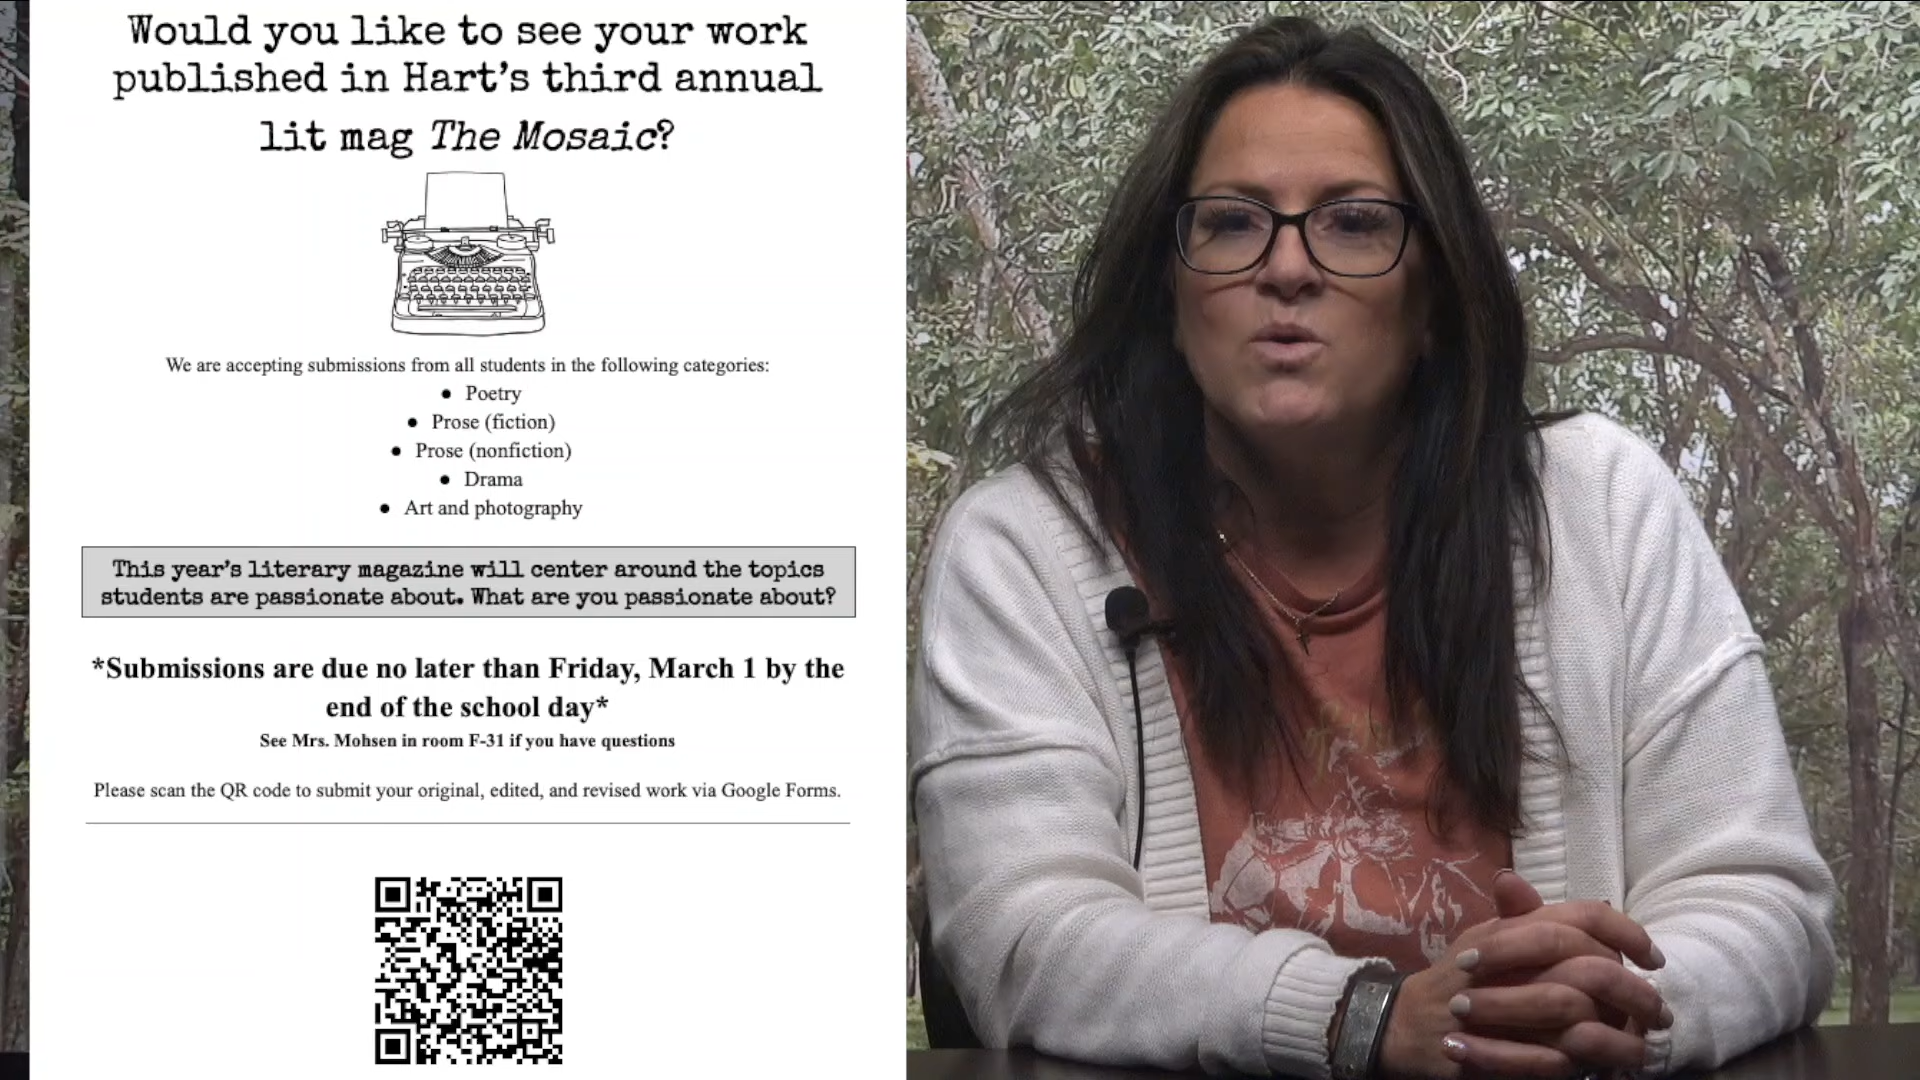 Would you like to see your work
published in Hart's third annual
lit mag The Mosaic?
We are accepting submissions from all students in the following categories:
● Poetry
● Prose (fiction)
● Prose (nonfiction)
● Drama
● Art and photography
This year's literary magazine will center around the topics
students are passionate about. What are you passionate about?
*Submissions are due no later than Friday, March 1 by the
end of the school day*
See Mrs. Mohsen in room F-31 if you have questions
Please scan the QR code to submit your original, edited, and revised work via Google Forms.